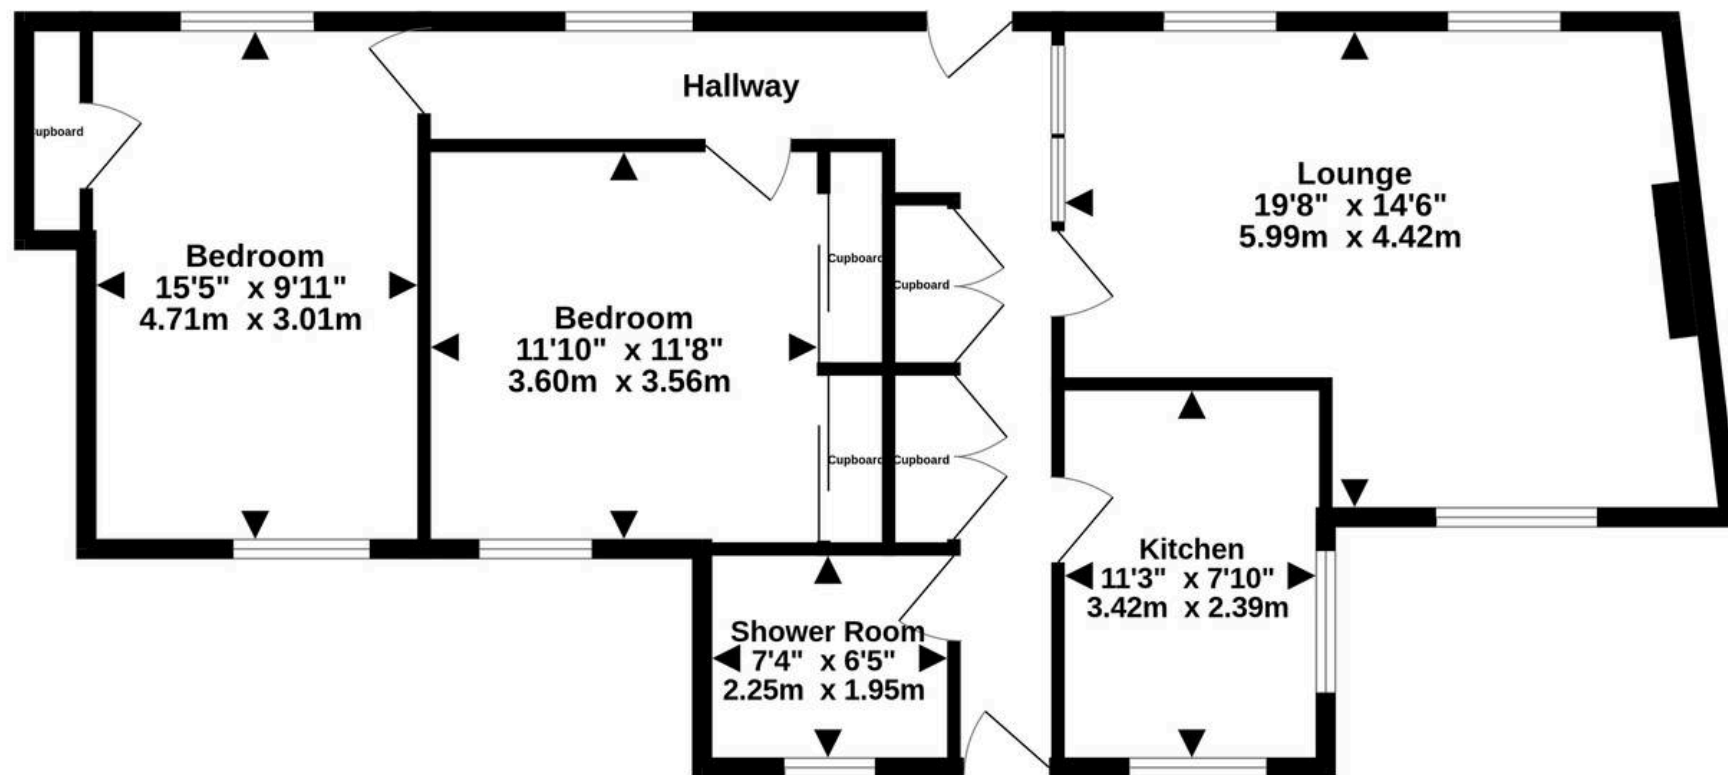 Hallway
Cupboard
Lounge
19'8" x 14'6"
5.99m x 4.42m
Bedroom
15'5" x 9'11"
4.71m x 3.01m
Cupboard
Cupboard
Bedroom
11'10" x 11'8"
3.60m x 3.56m
Cupboard
Cupboard
Kitchen
11'3" x 7'10"
3.42m x 2.39m
Shower Room
7'4" x 6'5"
2.25m x 1.95m